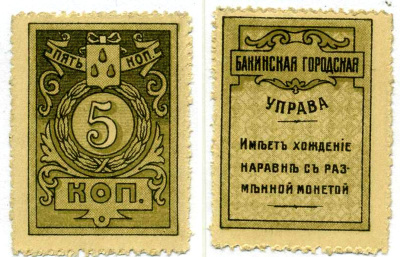 ПЯТЬ КОП.
5
КОП.
БАКИНСКАЯ ГОРОДСКАЯ
УПРАВА
ИМѢЕТЪ ХОЖДЕНІЕ
НАРАВНѢ СЪ РАЗ-
МѢННОЙ МОНЕТОЙ